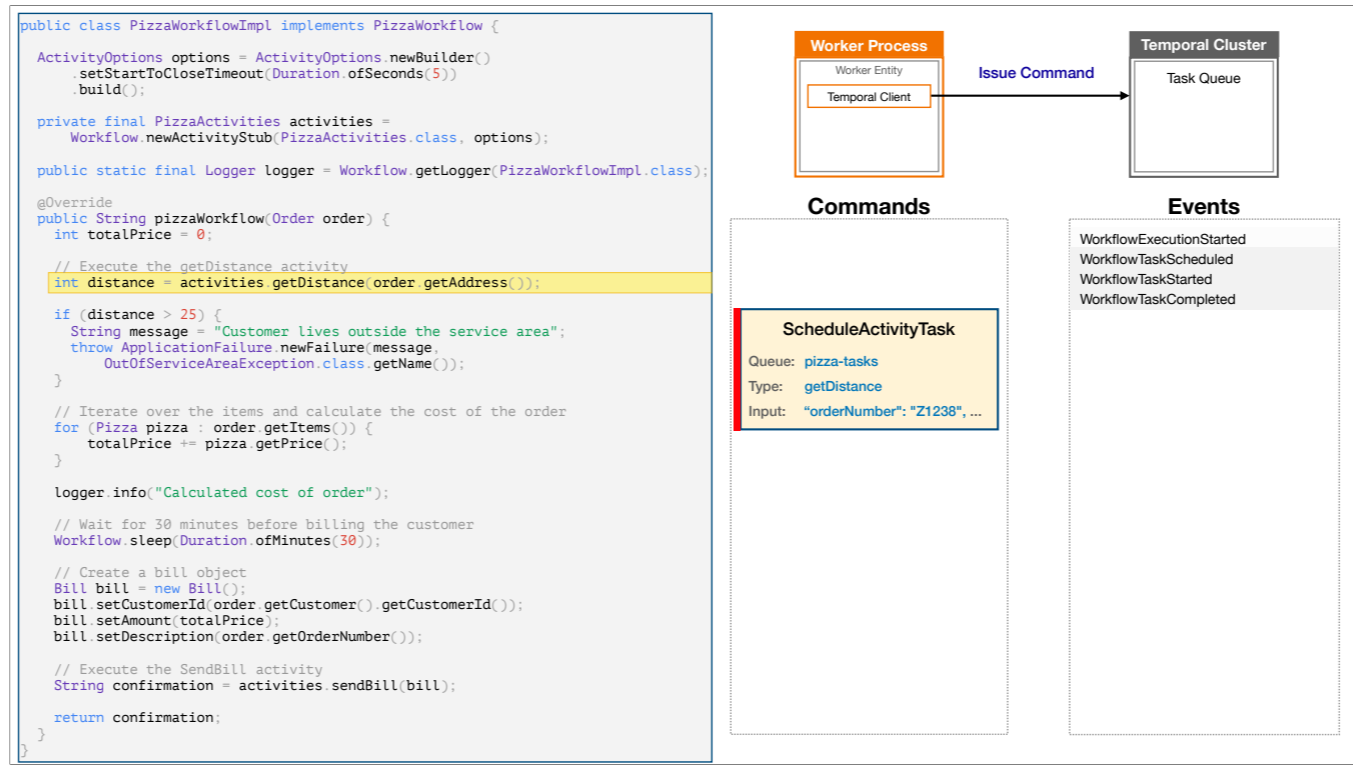 public class PizzaWorkflowImpl implements PizzaWorkflow {
ActivityOptions options = ActivityOptions.newBuilder()
.setStartToCloseTimeout(Duration.ofSeconds(5))
.build();
private final PizzaActivities activities =
Workflow.newActivityStub(PizzaActivities.class, options);
public static final Logger logger = Workflow.getLogger(PizzaWorkflowImpl.class);
@Override
public String pizzaWorkflow(Order order) {
int totalPrice = 0;
// Execute the getDistance activity
int distance = activities.getDistance(order.getAddress());
if (distance > 25) {
String message = "Customer lives outside the service area";
throw ApplicationFailure.newFailure(message,
OutOfServiceAreaException.class.getName());
}
// Iterate over the items and calculate the cost of the order
for (Pizza pizza : order.getItems()) {
totalPrice += pizza.getPrice();
}
logger.info("Calculated cost of order");
// Wait for 30 minutes before billing the customer
Workflow.sleep(Duration.ofMinutes(30));
// Create a bill object
Bill bill = new Bill();
bill.setCustomerId(order.getCustomer().getCustomerId());
bill.setAmount(totalPrice);
bill.setDescription(order.getOrderNumber());
// Execute the SendBill activity
String confirmation = activities.sendBill(bill);
return confirmation;
}
}
Worker Process
Worker Entity
Temporal Client
Issue Command
Temporal Cluster
Task Queue
Commands
ScheduleActivityTask
Queue: pizza-tasks
Type: getDistance
Input: “orderNumber": "Z1238", ...
Events
WorkflowExecutionStarted
WorkflowTaskScheduled
WorkflowTaskStarted
WorkflowTaskCompleted